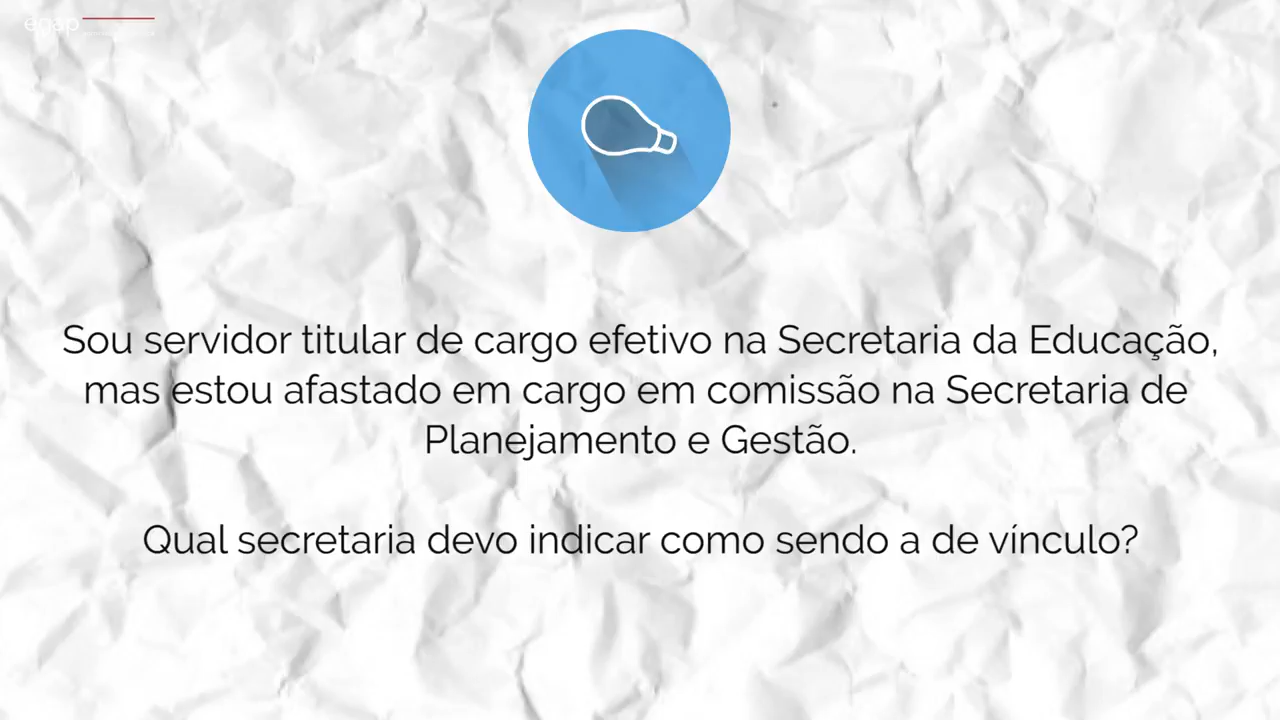 egap
Sou servidor titular de cargo efetivo na Secretaria da Educação,
mas estou afastado em cargo em comissão na Secretaria de
Planejamento e Gestão.
Qual secretaria devo indicar como sendo a de vínculo?